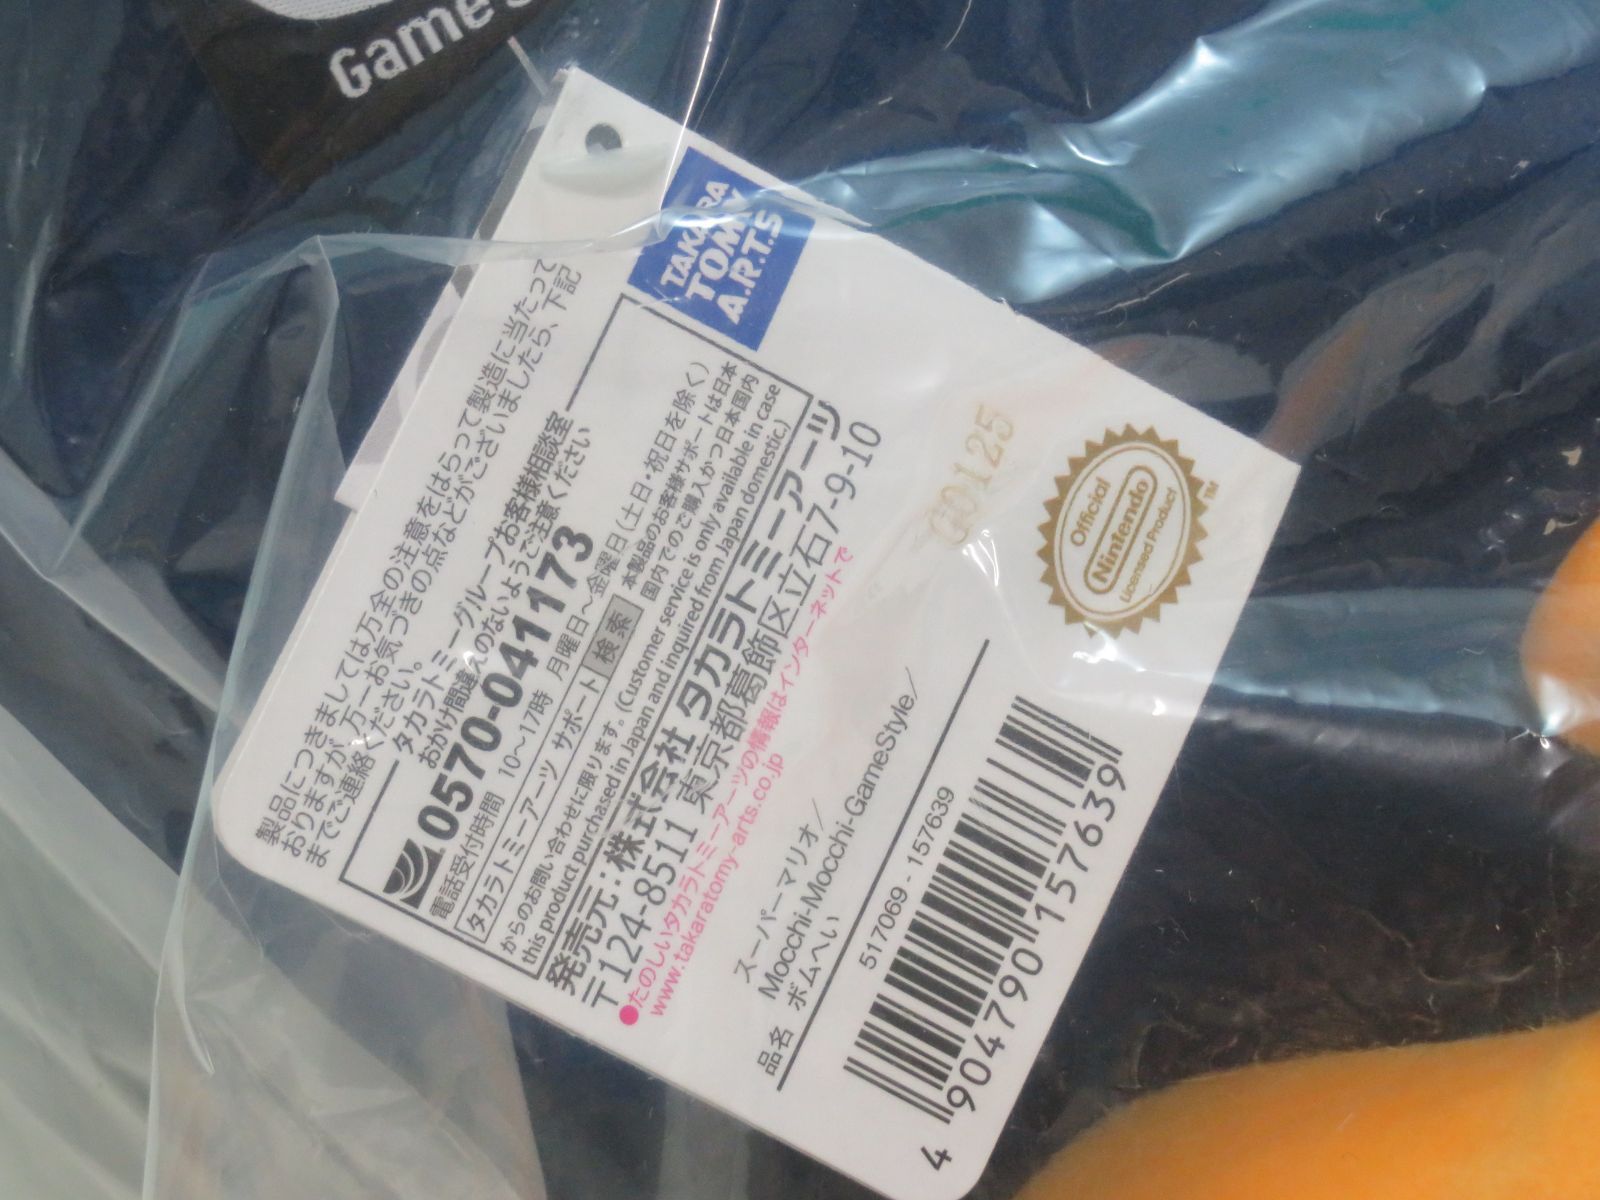 Game
TAKARA
TOMY
A.R.T.S
製品につきましては万全の注意をはらって製造に当たって
おりますが、万一お気づきの点などがございましたら、下記
までご連絡ください。
タカラトミーグループお客様相談室
おかけ間違えのないようご注意ください
0570-041173
電話受付時間 10〜17時 月曜日〜金曜日(土日・祝日を除く)
タカラトミーアーツ サポート 検索
本製品のお客様サポートは日本
国内でのご購入かつ日本国内
からのお問い合わせに限ります。(Customer service is only available in case
this product purchased in Japan and inquired from Japan domestic.)
発売元:株式会社 タカラトミーアーツ
〒124-8511 東京都葛飾区立石7-9-10
●たのしいタカラトミーアーツの情報はインターネットで
www.takaratomy-arts.co.jp
G0125
Official
Nintendo
Licensed Product
TM
品名
スーパーマリオ/
Mocchi-Mocchi-GameStyle/
ボムへい
517069 - 157639
4 904790 157639